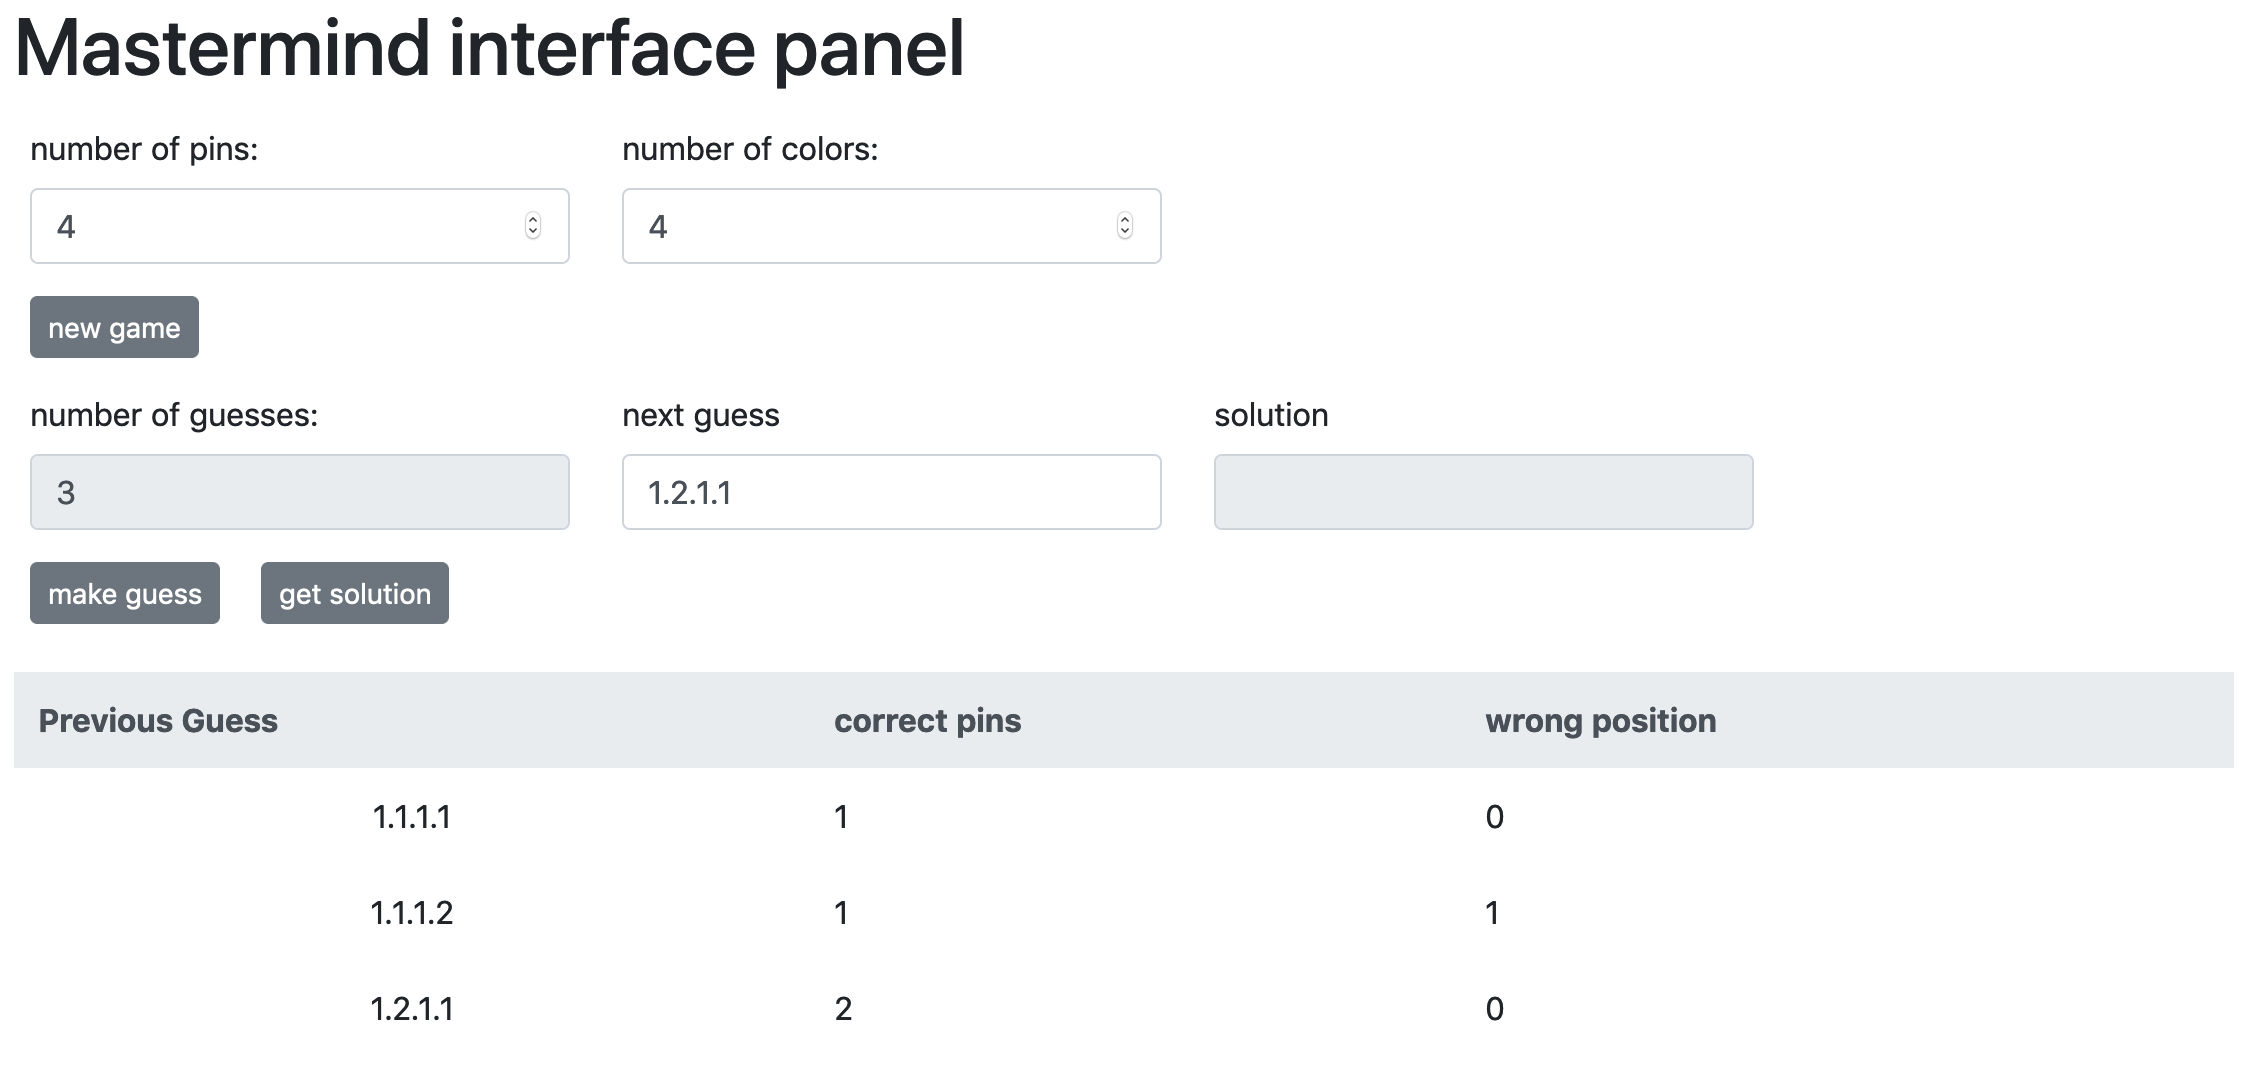 Mastermind interface panel
number of pins: number of colors:
4 4
new game
number of guesses: next guess solution
3 1.2.1.1
make guess get solution
Previous Guess correct pins wrong position
1.1.1.1 1 0
1.1.1.2 1 1
1.2.1.1 2 0